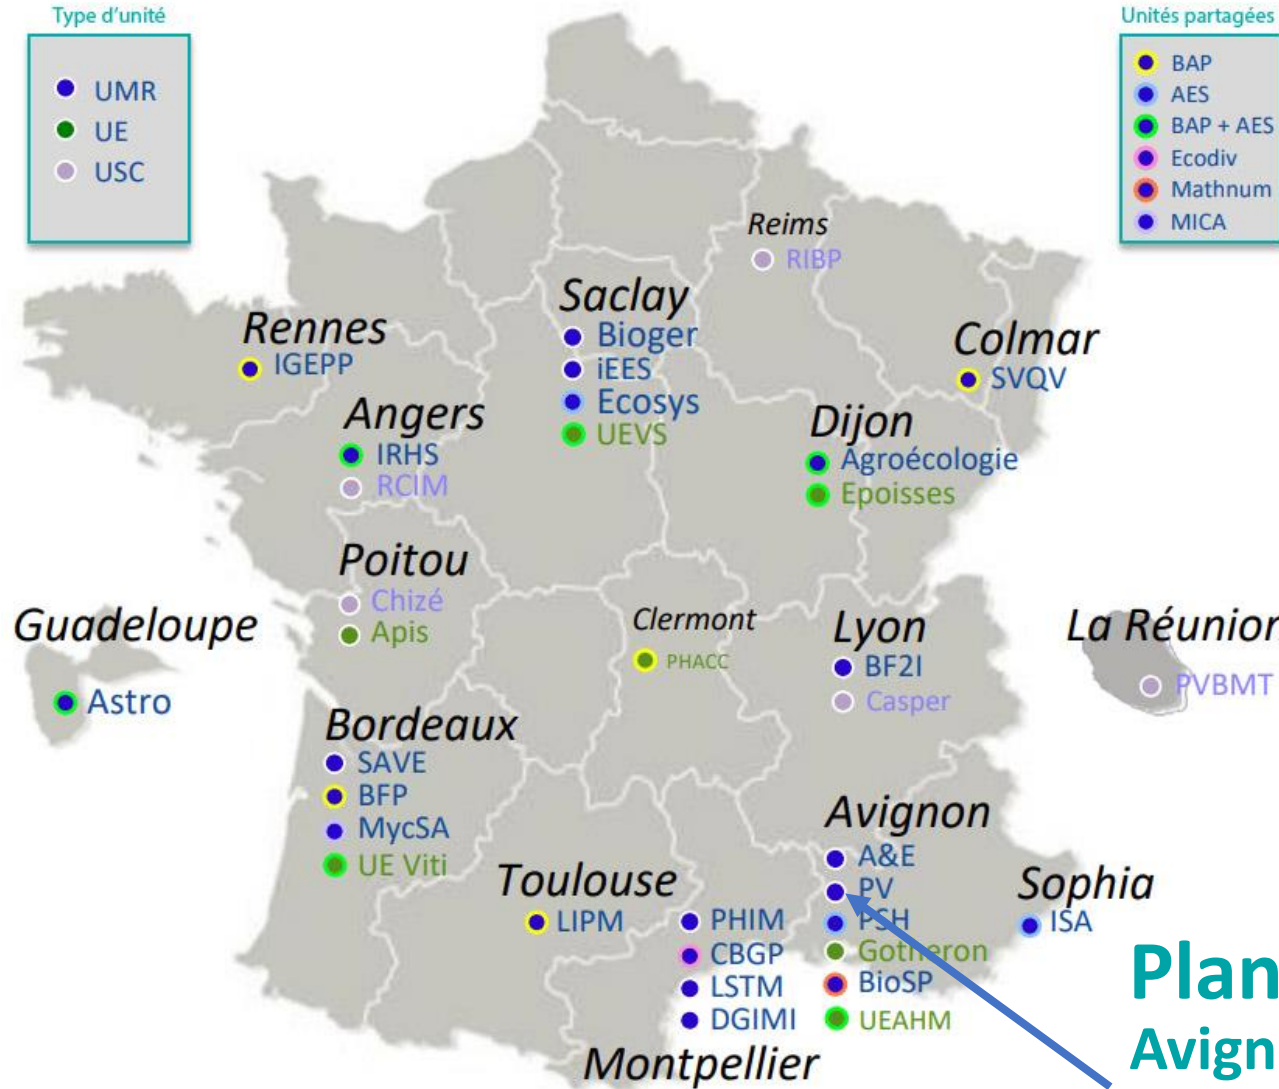 Type d'unité
UMR
UE
USC
Unités partagées
BAP
AES
BAP + AES
Ecodiv
Mathnum
MICA
Reims
RIBP
Saclay
Bioger
iEES
Ecosys
UEVS
Rennes
IGEPP
Colmar
SVQV
Angers
IRHS
RCIM
Dijon
Agroécologie
Epoisses
Poitou
Chizé
Apis
Guadeloupe
Astro
Clermont
PHACC
Lyon
BF2I
Casper
La Réunion
PVBMT
Bordeaux
SAVE
BFP
MycSA
UE Viti
Avignon
A&E
PV
PSH
Gotheron
BioSP
UEAHM
Toulouse
LIPM
Sophia
ISA
PHIM
CBGP
LSTM
DGIMI
Montpellier
Plan
Avign